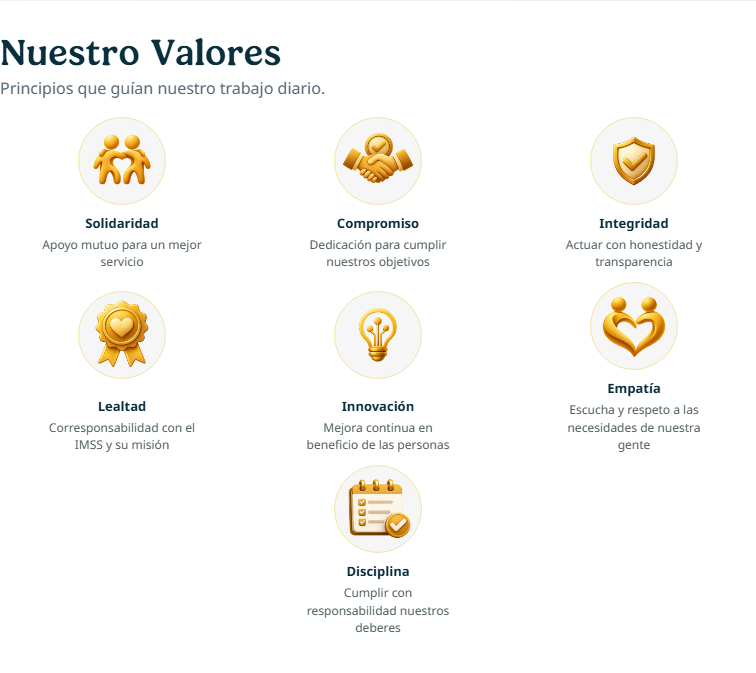 Nuestro Valores
Principios que guían nuestro trabajo diario.
Solidaridad
Apoyo mutuo para un mejor
servicio
Compromiso
Dedicación para cumplir
nuestros objetivos
Integridad
Actuar con honestidad y
transparencia
Lealtad
Corresponsabilidad con el
IMSS y su misión
Innovación
Mejora continua en
beneficio de las personas
Empatía
Escucha y respeto a las
necesidades de nuestra
gente
Disciplina
Cumplir con
responsabilidad nuestros
deberes